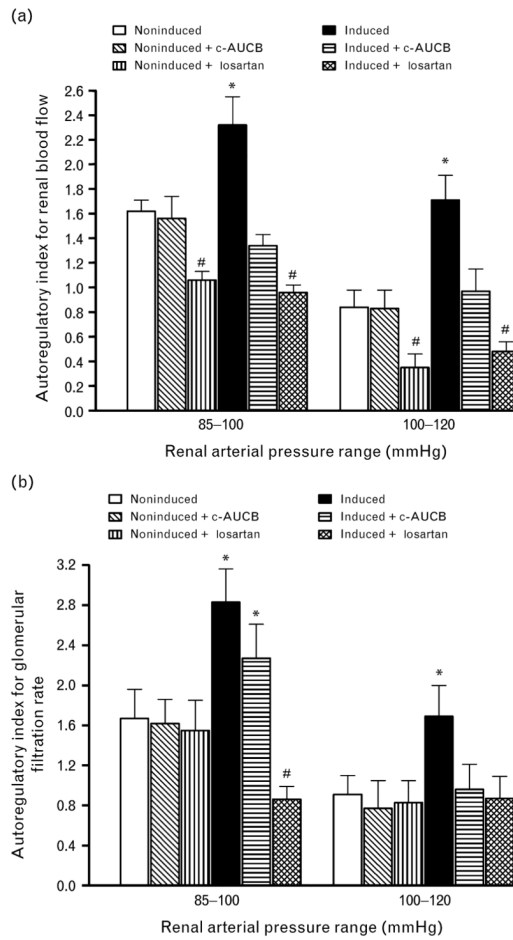 (a)
Noninduced
Induced
Noninduced + c-AUCB
Induced + c-AUCB
Noninduced + losartan
Induced + losartan
Autoregulatory index for renal blood flow
2.6
2.4
2.2
2.0
1.8
1.6
1.4
1.2
1.0
0.8
0.6
0.4
0.2
0.0
#
*
#
#
*
#
85–100
100–120
Renal arterial pressure range (mmHg)
(b)
Noninduced
Induced
Noninduced + c-AUCB
Induced + c-AUCB
Noninduced + losartan
Induced + losartan
Autoregulatory index for glomerular
filtration rate
3.2
2.8
2.4
2.0
1.6
1.2
0.8
0.4
0.0
*
*
#
*
85–100
100–120
Renal arterial pressure range (mmHg)